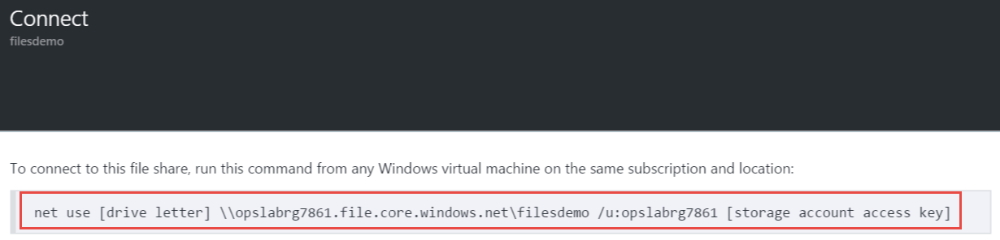 Connect
filesdemo
To connect to this file share, run this command from any Windows virtual machine on the same subscription and location:
net use [drive letter] \\opslabrg7861.file.core.windows.net\filesdemo /u:opslabrg7861 [storage account access key]